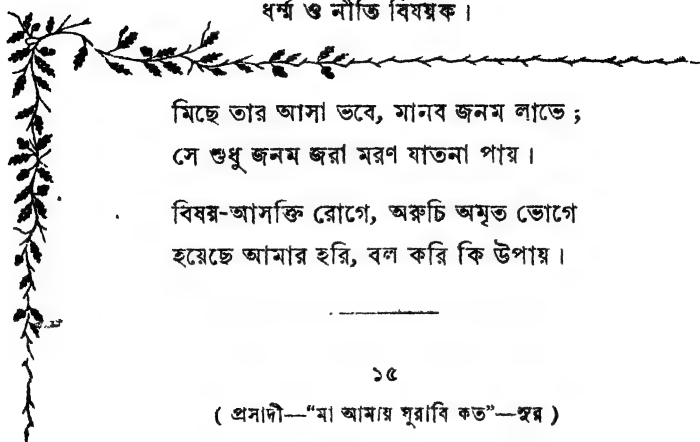 ধর্ম্ম ও নীতি বিষয়ক।
মিছে তার আসা ভবে, মানব জনম লাভে ;
সে শুধু জনম জরা মরণ যাতনা পায়।
বিষয়-আসক্তি রোগে, অরুচি অমৃত ভোগে
হয়েছে আমার হরি, বল করি কি উপায়।
১৫
( প্রসাদী—“মা আমায় ঘুরাবি কত”—সুর )